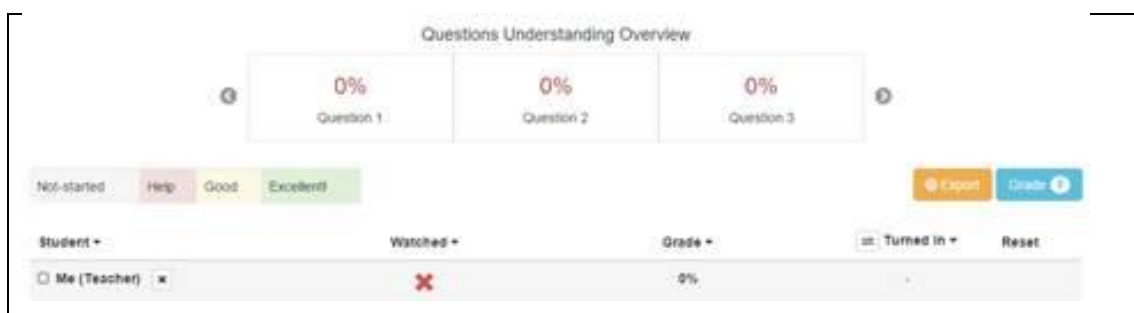 Questions Understanding Overview
0% 0% 0%
Question 1 Question 2 Question 3
Not-started Help Good Excellent!
Export Grade 0
Student Watched Grade Turned In Reset
Me (Teacher) 0% -